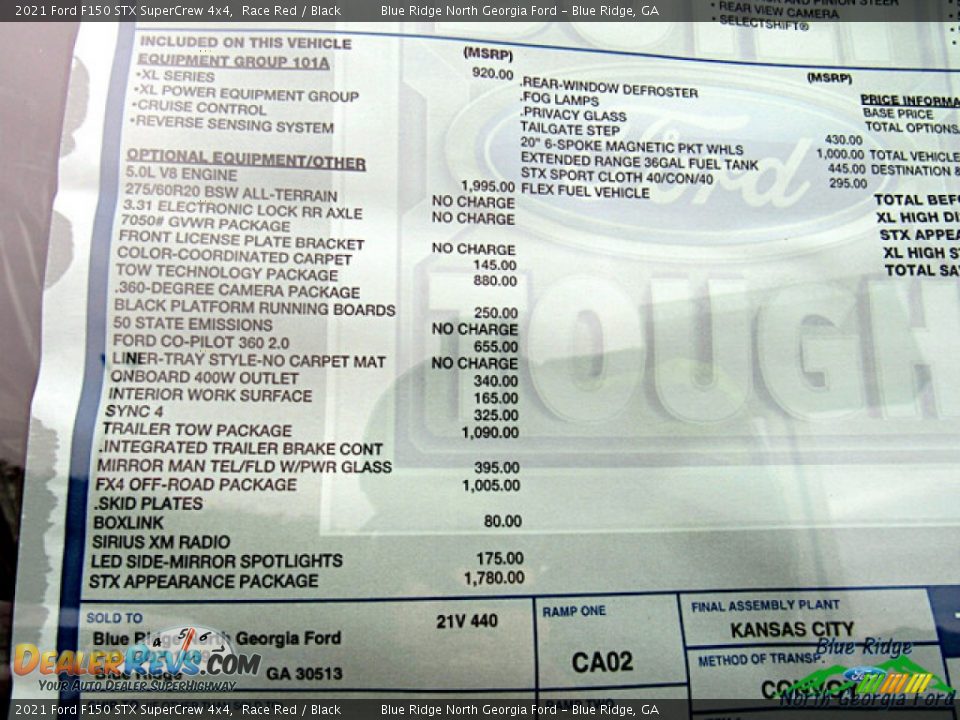 2021 Ford F150 STX SuperCrew 4x4, Race Red / Black Blue Ridge North Georgia Ford – Blue Ridge, GA
• REAR VIEW CAMERA
• SELECTSHIFT®
INCLUDED ON THIS VEHICLE
(MSRP)
EQUIPMENT GROUP 101A 920.00
•XL SERIES
•XL POWER EQUIPMENT GROUP
•CRUISE CONTROL
•REVERSE SENSING SYSTEM
OPTIONAL EQUIPMENT/OTHER
5.0L V8 ENGINE 1,995.00
275/60R20 BSW ALL-TERRAIN NO CHARGE
3.31 ELECTRONIC LOCK RR AXLE NO CHARGE
7050# GVWR PACKAGE
FRONT LICENSE PLATE BRACKET NO CHARGE
COLOR-COORDINATED CARPET 145.00
TOW TECHNOLOGY PACKAGE 880.00
.360-DEGREE CAMERA PACKAGE
BLACK PLATFORM RUNNING BOARDS 250.00
50 STATE EMISSIONS NO CHARGE
FORD CO-PILOT 360 2.0 655.00
LINER-TRAY STYLE-NO CARPET MAT NO CHARGE
ONBOARD 400W OUTLET 340.00
INTERIOR WORK SURFACE 165.00
SYNC 4 325.00
TRAILER TOW PACKAGE 1,090.00
.INTEGRATED TRAILER BRAKE CONT
MIRROR MAN TEL/FLD W/PWR GLASS 395.00
FX4 OFF-ROAD PACKAGE 1,005.00
.SKID PLATES
BOXLINK 80.00
SIRIUS XM RADIO
LED SIDE-MIRROR SPOTLIGHTS 175.00
STX APPEARANCE PACKAGE 1,780.00
(MSRP)
.REAR-WINDOW DEFROSTER
.FOG LAMPS
.PRIVACY GLASS
TAILGATE STEP 430.00
20" 6-SPOKE MAGNETIC PKT WHLS 1,000.00
EXTENDED RANGE 36GAL FUEL TANK 445.00
STX SPORT CLOTH 40/CON/40 295.00
FLEX FUEL VEHICLE
PRICE INFORMA
BASE PRICE
TOTAL OPTIONS
TOTAL VEHICLE
DESTINATION &
TOTAL BEF
XL HIGH DI
STX APPEA
XL HIGH S
TOTAL SA
Ford
TOUGH
SOLD TO
21V 440
Blue Ridge North Georgia Ford
Blue Ridge GA 30513
RAMP ONE
CA02
FINAL ASSEMBLY PLANT
KANSAS CITY
METHOD OF TRANSP.
DealerRevs.com
Your Auto Dealer SuperHighway
Blue Ridge
North Georgia Ford
2021 Ford F150 STX SuperCrew 4x4, Race Red / Black Blue Ridge North Georgia Ford – Blue Ridge, GA